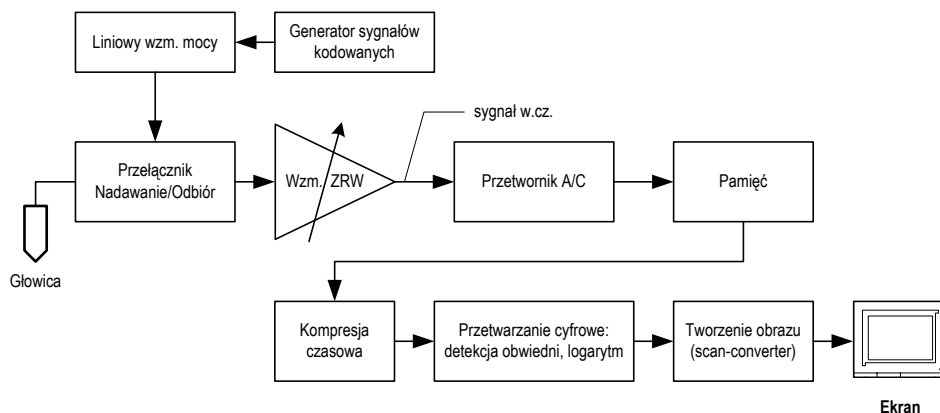 Liniowy wzm. mocy
Generator sygnałów
kodowanych
sygnał w.cz.
Przełącznik
Nadawanie/Odbiór
Wzm. ZRW
Przetwornik A/C
Pamięć
Głowica
Kompresja
czasowa
Przetwarzanie cyfrowe:
detekcja obwiedni, logarytm
Tworzenie obrazu
(scan-converter)
Ekran